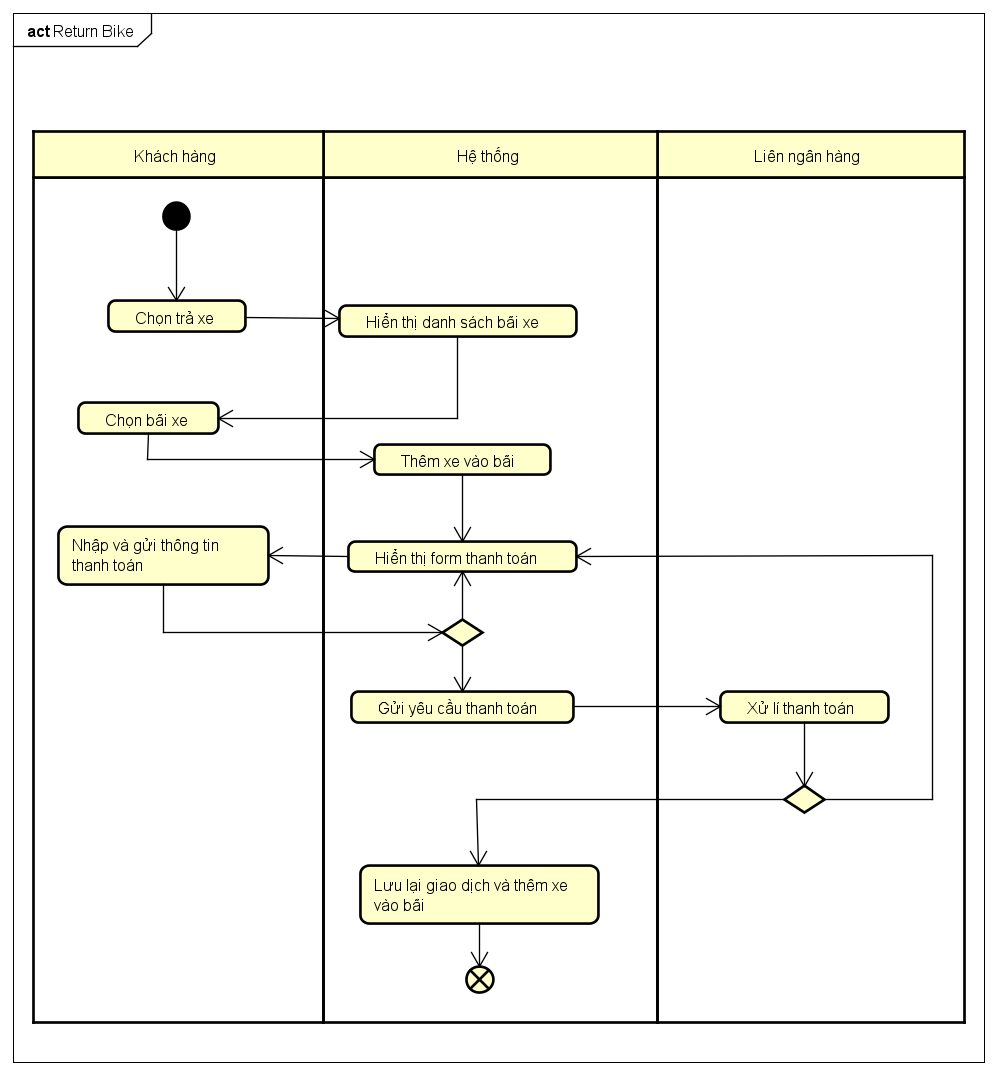 act Return Bike
Khách hàng
Hệ thống
Liên ngân hàng
Chọn trả xe
Hiển thị danh sách bãi xe
Chọn bãi xe
Thêm xe vào bãi
Nhập và gửi thông tin
thanh toán
Hiển thị form thanh toán
Gửi yêu cầu thanh toán
Xử lí thanh toán
Lưu lại giao dịch và thêm xe
vào bãi